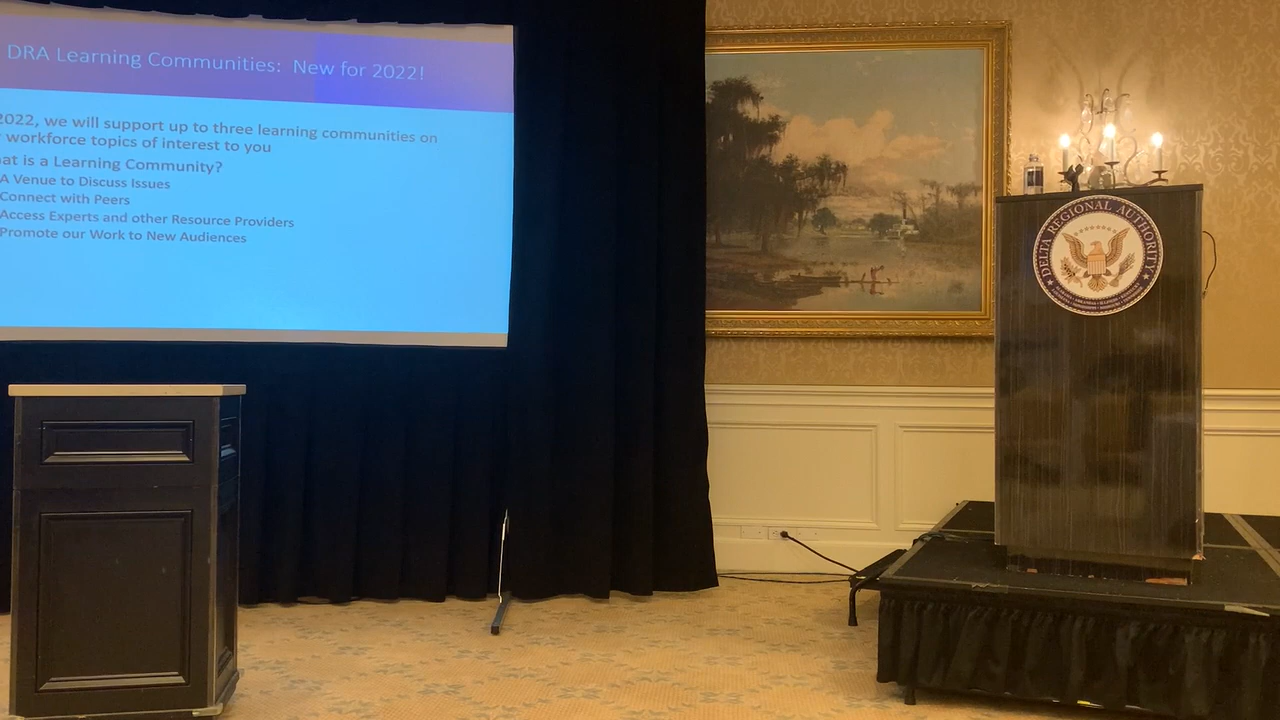 DRA Learning Communities: New for 2022!
2022, we will support up to three learning communities on
workforce topics of interest to you
at is a Learning Community?
A Venue to Discuss Issues
Connect with Peers
Access Experts and other Resource Providers
Promote our Work to New Audiences
DELTA REGIONAL AUTHORITY